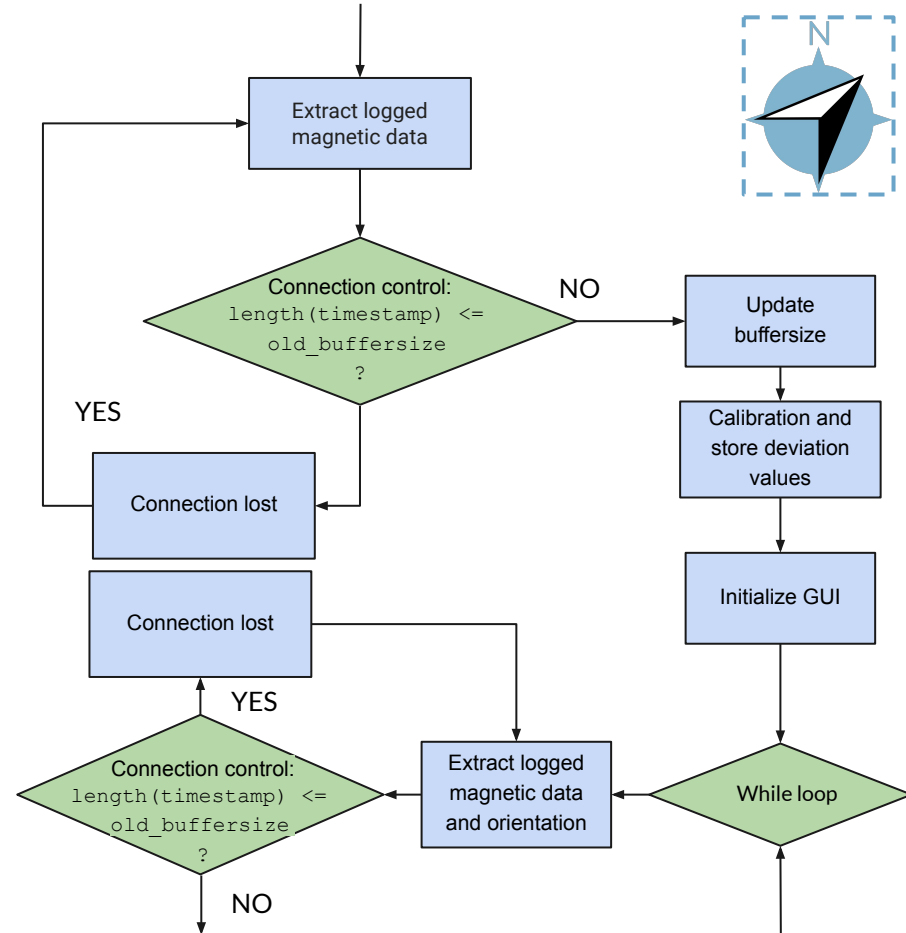 N
Extract logged
magnetic data
Connection control:
length(timestamp) <=
old_buffersize
?
NO
Update
buffersize
YES
Calibration and
store deviation
values
Connection lost
Initialize GUI
Connection lost
YES
Connection control:
length(timestamp) <=
old_buffersize
?
Extract logged
magnetic data
and orientation
While loop
NO